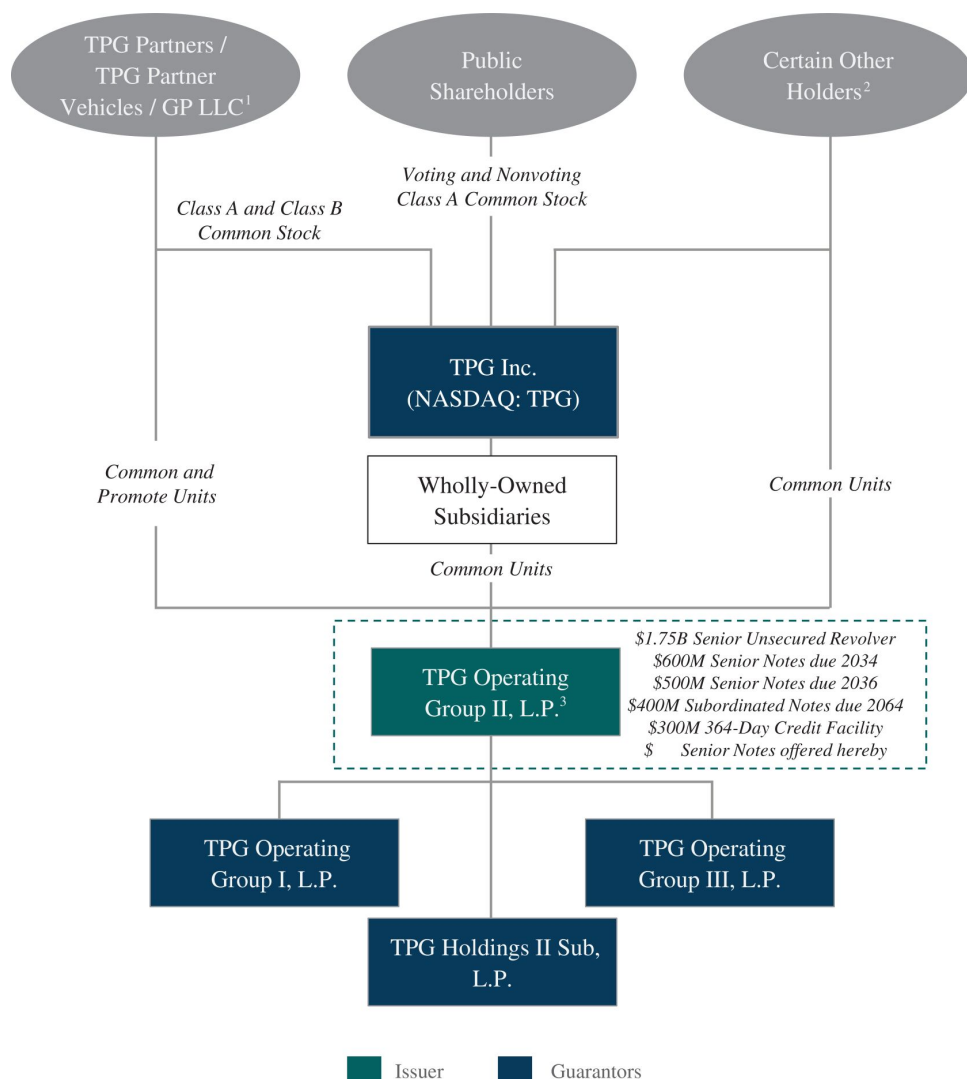 TPG Partners /
TPG Partner
Vehicles / GP LLC1
Public
Shareholders
Certain Other
Holders2
Voting and Nonvoting
Class A Common Stock
Class A and Class B
Common Stock
TPG Inc.
(NASDAQ: TPG)
Common and
Promote Units
Wholly-Owned
Subsidiaries
Common Units
Common Units
TPG Operating
Group II, L.P.3
$1.75B Senior Unsecured Revolver
$600M Senior Notes due 2034
$500M Senior Notes due 2036
$400M Subordinated Notes due 2064
$300M 364-Day Credit Facility
$ Senior Notes offered hereby
TPG Operating
Group I, L.P.
TPG Operating
Group III, L.P.
TPG Holdings II Sub,
L.P.
Issuer
Guarantors